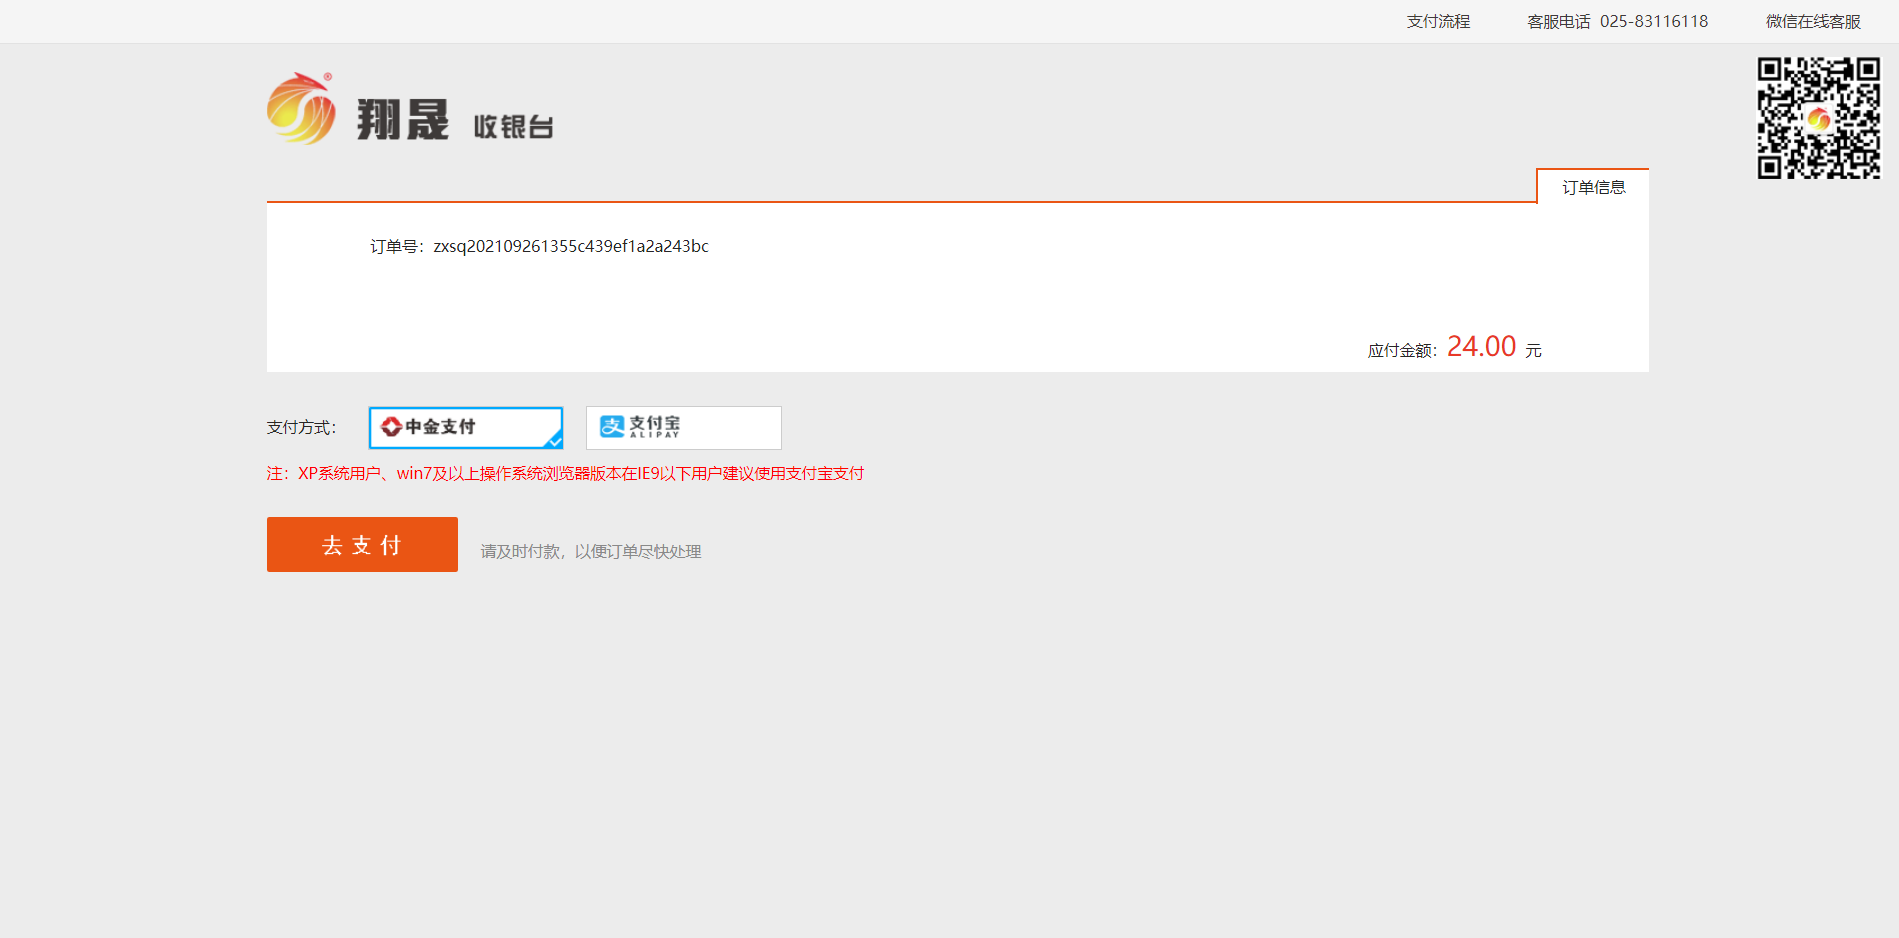 支付流程 客服电话 025-83116118 微信在线客服
翔晟 收银台
订单信息
订单号：zxsq202109261355c439ef1a2a243bc
应付金额：24.00 元
支付方式： 中金支付 支付宝 ALIPAY
注：XP系统用户、win7及以上操作系统浏览器版本在IE9以下用户建议使用支付宝支付
去支付 请及时付款，以便订单尽快处理